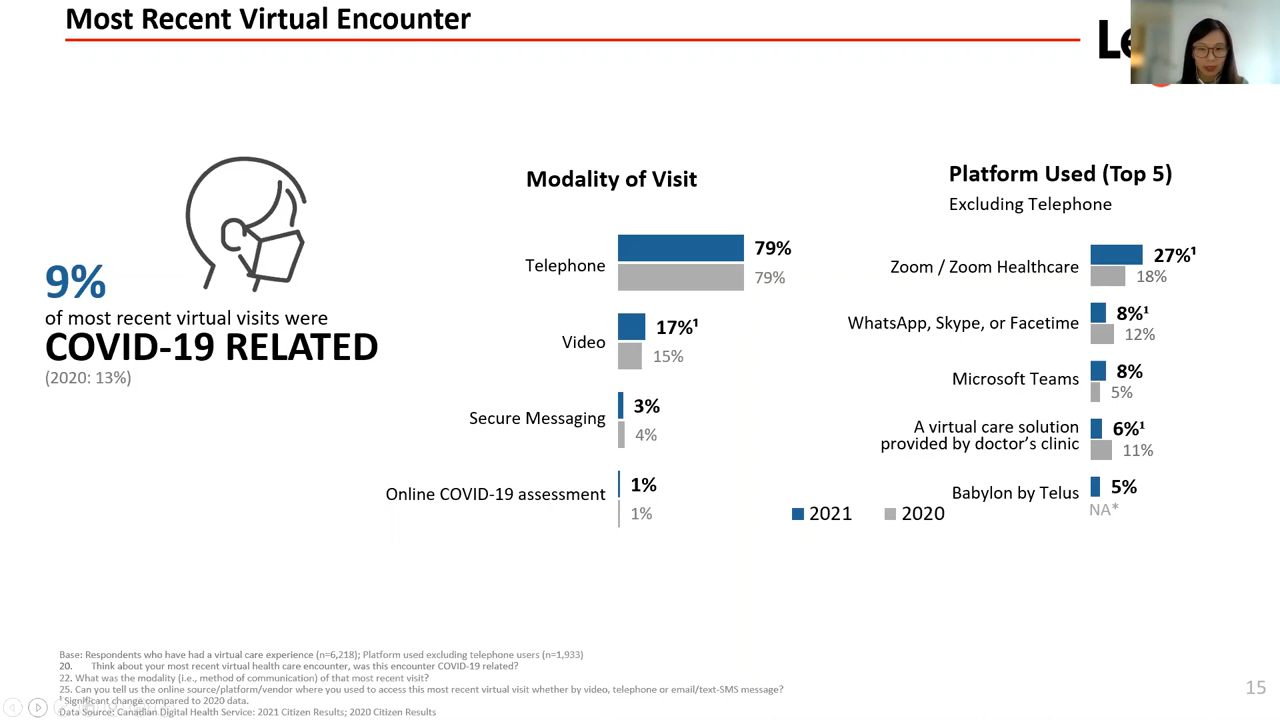 Most Recent Virtual Encounter
Le
9%
of most recent virtual visits were
COVID-19 RELATED
(2020: 13%)
Modality of Visit
Telephone
79%
79%
Video
17%¹
15%
Secure Messaging
3%
4%
Online COVID-19 assessment
1%
1%
2021
2020
Platform Used (Top 5)
Excluding Telephone
Zoom / Zoom Healthcare
27%¹
18%
WhatsApp, Skype, or Facetime
8%¹
12%
Microsoft Teams
8%
5%
A virtual care solution
provided by doctor's clinic
6%¹
11%
Babylon by Telus
5%
NA*
Base: Respondents who have had a virtual care experience (n=6,218); Platform used excluding telephone users (n=1,933)
20. Think about your most recent virtual health care encounter, was this encounter COVID-19 related?
22. What was the modality (i.e., method of communication) of that most recent visit?
25. Can you tell us the online source/platform/vendor where you used to access this most recent virtual visit whether by video, telephone or email/text-SMS message?
¹ Significant change compared to 2020 data.
Data Source: Canadian Digital Health Service: 2021 Citizen Results; 2020 Citizen Results
15